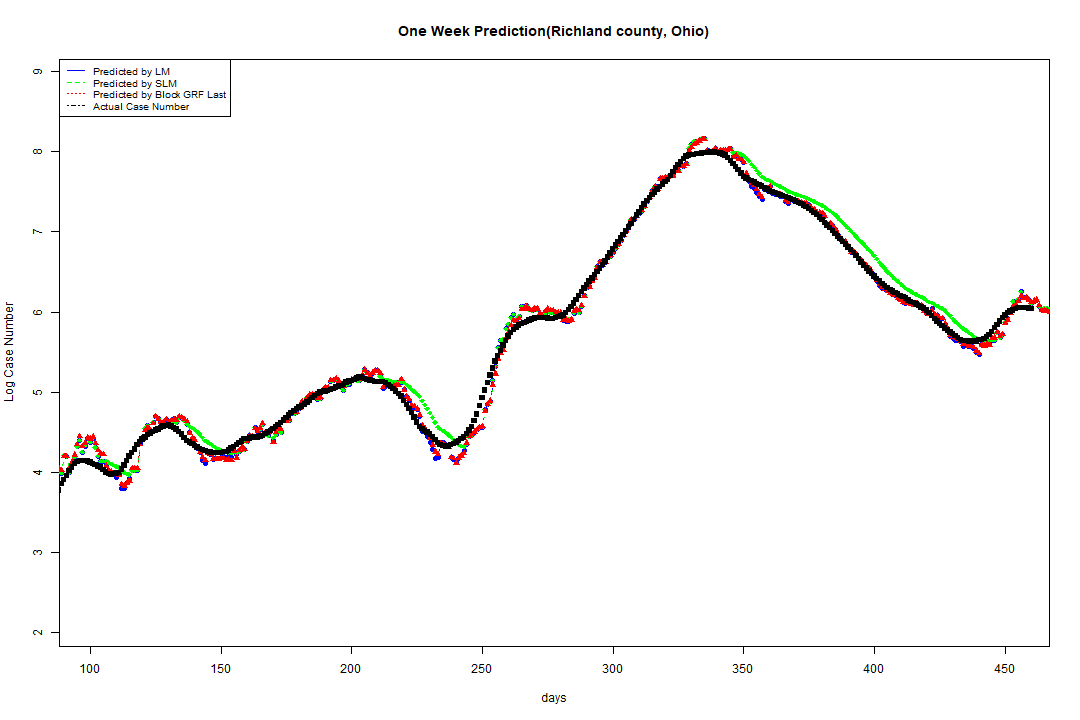 One Week Prediction(Richland county, Ohio)
Predicted by LM
Predicted by SLM
Predicted by Block GRF Last
Actual Case Number
9
8
7
6
5
4
3
2
Log Case Number
100 150 200 250 300 350 400 450
days